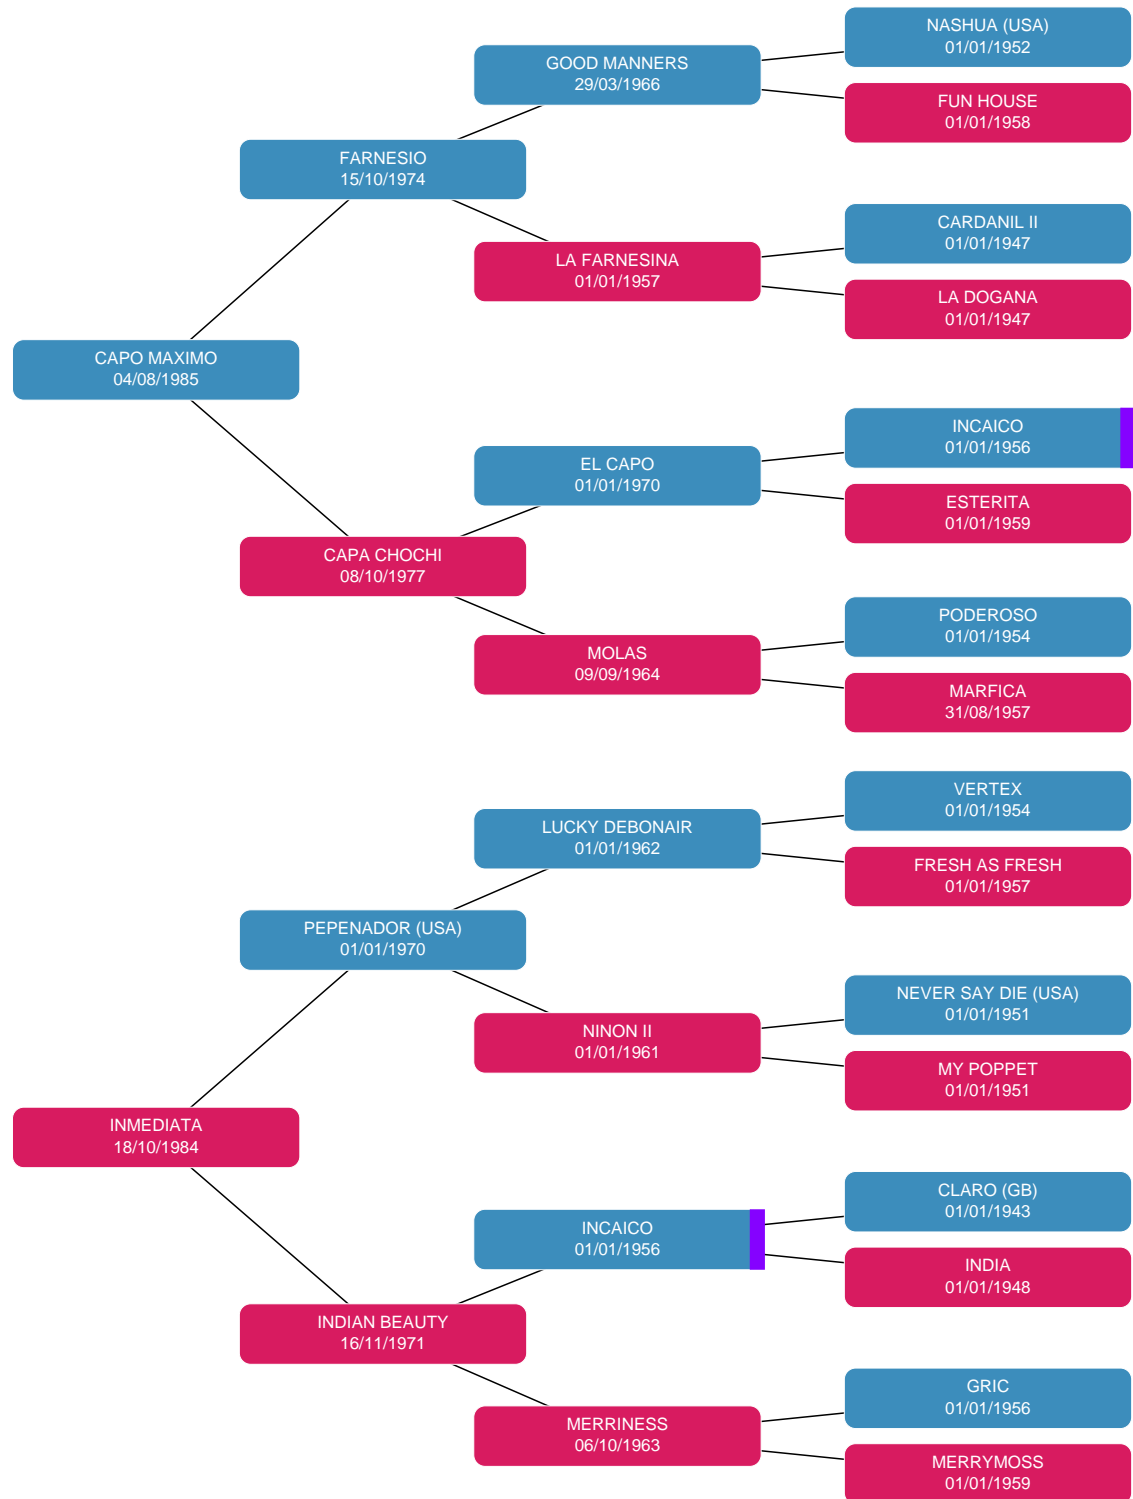 NASHUA (USA)
01/01/1952
GOOD MANNERS
29/03/1966
FUN HOUSE
01/01/1958
FARNESIO
15/10/1974
CARDANIL II
01/01/1947
LA FARNESINA
01/01/1957
LA DOGANA
01/01/1947
CAPO MAXIMO
04/08/1985
INCAICO
01/01/1956
EL CAPO
01/01/1970
ESTERITA
01/01/1959
CAPA CHOCHI
08/10/1977
PODEROSO
01/01/1954
MOLAS
09/09/1964
MARFICA
31/08/1957
VERTEX
01/01/1954
LUCKY DEBONAIR
01/01/1962
FRESH AS FRESH
01/01/1957
PEPENADOR (USA)
01/01/1970
NEVER SAY DIE (USA)
01/01/1951
NINON II
01/01/1961
MY POPPET
01/01/1951
INMEDIATA
18/10/1984
CLARO (GB)
01/01/1943
INCAICO
01/01/1956
INDIA
01/01/1948
INDIAN BEAUTY
16/11/1971
GRIC
01/01/1956
MERRINESS
06/10/1963
MERRYMOSS
01/01/1959